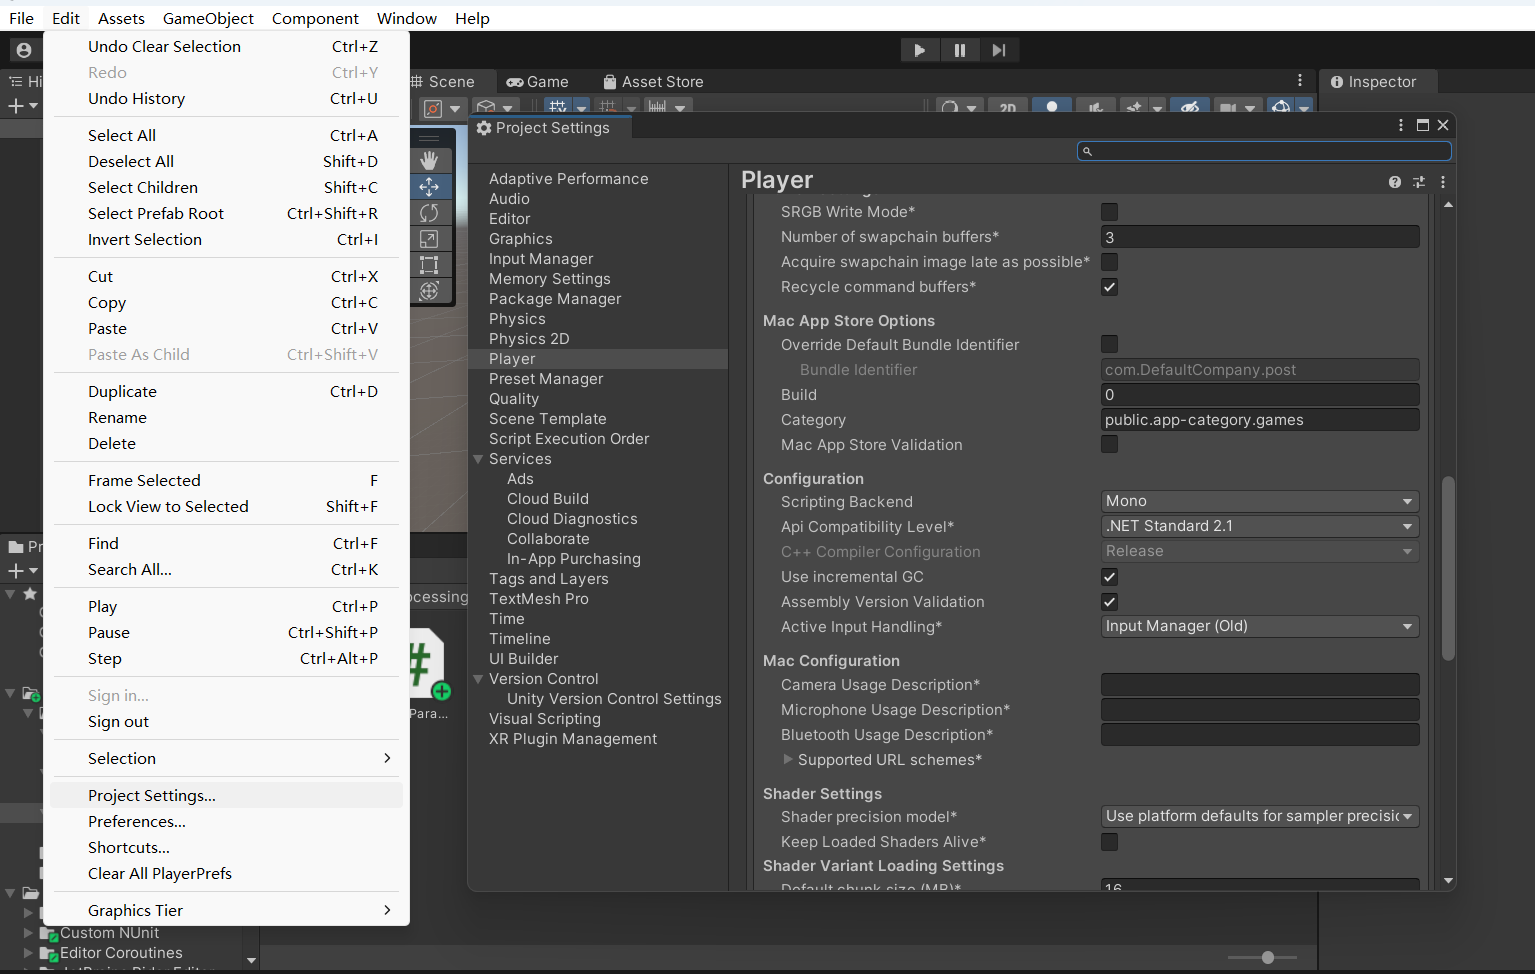 File Edit Assets GameObject Component Window Help
Undo Clear Selection Ctrl+Z
Redo Ctrl+Y
Undo History Ctrl+U
Select All Ctrl+A
Deselect All Shift+D
Select Children Shift+C
Select Prefab Root Ctrl+Shift+R
Invert Selection Ctrl+I
Cut Ctrl+X
Copy Ctrl+C
Paste Ctrl+V
Paste As Child Ctrl+Shift+V
Duplicate Ctrl+D
Rename
Delete
Frame Selected F
Lock View to Selected Shift+F
Find Ctrl+F
Search All... Ctrl+K
Play Ctrl+P
Pause Ctrl+Shift+P
Step Ctrl+Alt+P
Sign in...
Sign out
Selection
Project Settings...
Preferences...
Shortcuts...
Clear All PlayerPrefs
Graphics Tier
Hi
Pr
Custom NUnit
Editor Coroutines
Scene Game Asset Store
2D
Inspector
ocessing
#
Para...
Project Settings
Adaptive Performance
Audio
Editor
Graphics
Input Manager
Memory Settings
Package Manager
Physics
Physics 2D
Player
Preset Manager
Quality
Scene Template
Script Execution Order
Services
Ads
Cloud Build
Cloud Diagnostics
Collaborate
In-App Purchasing
Tags and Layers
TextMesh Pro
Time
Timeline
UI Builder
Version Control
Unity Version Control Settings
Visual Scripting
XR Plugin Management
Player
SRGB Write Mode*
Number of swapchain buffers* 3
Acquire swapchain image late as possible*
Recycle command buffers*
Mac App Store Options
Override Default Bundle Identifier
Bundle Identifier com.DefaultCompany.post
Build 0
Category public.app-category.games
Mac App Store Validation
Configuration
Scripting Backend Mono
Api Compatibility Level* .NET Standard 2.1
C++ Compiler Configuration Release
Use incremental GC
Assembly Version Validation
Active Input Handling* Input Manager (Old)
Mac Configuration
Camera Usage Description*
Microphone Usage Description*
Bluetooth Usage Description*
Supported URL schemes*
Shader Settings
Shader precision model* Use platform defaults for sampler precisio
Keep Loaded Shaders Alive*
Shader Variant Loading Settings
Default chunk size (MB)* 16